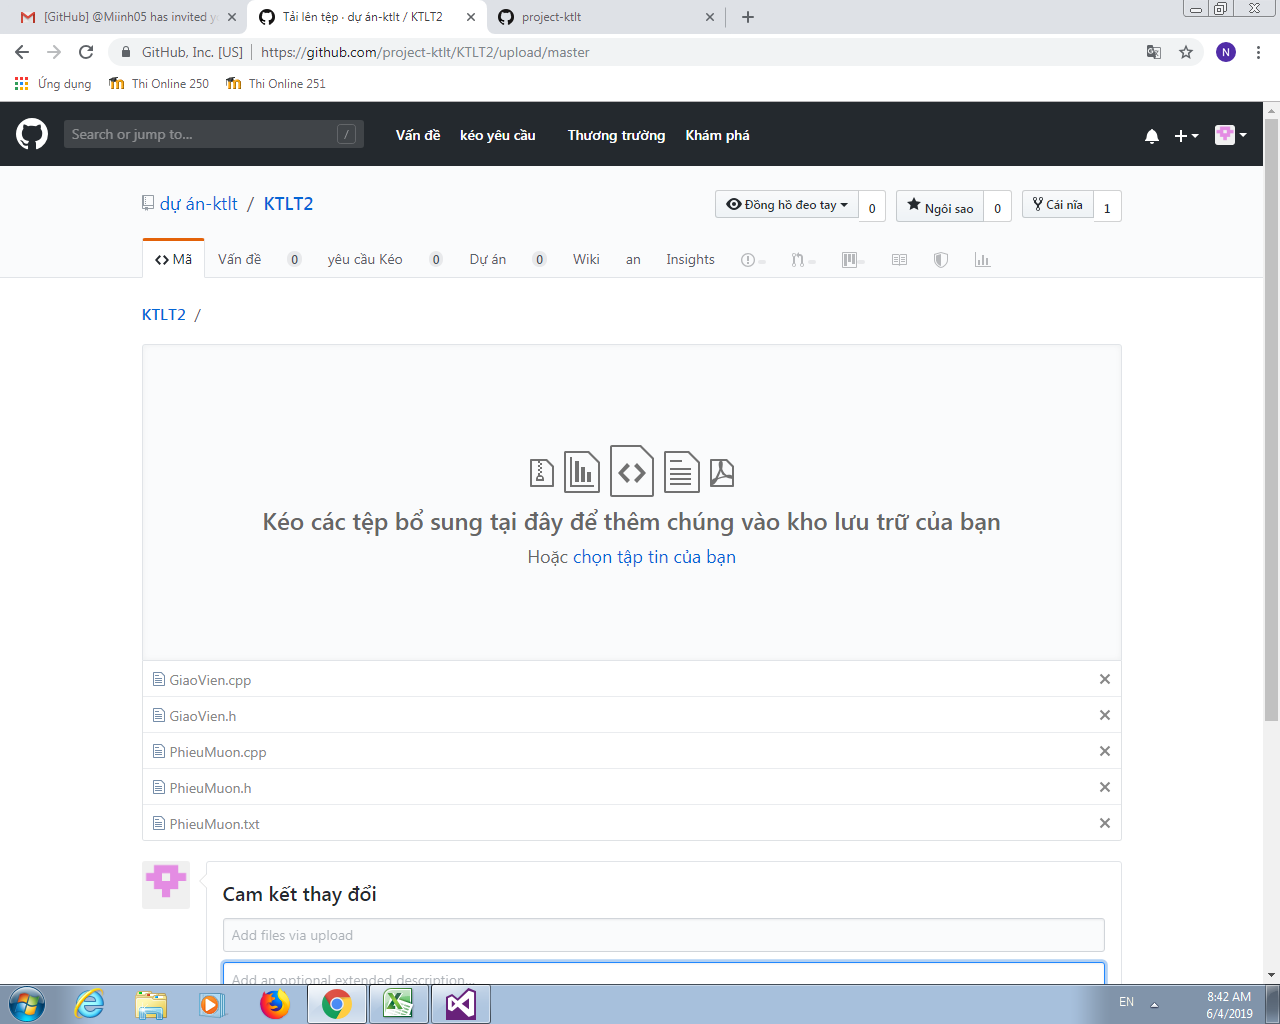 [GitHub] @Miinh05 has invited y
Tải lên tệp · dự án-ktlt / KTLT2
project-ktlt
GitHub, Inc. [US]
https://github.com/project-ktlt/KTLT2/upload/master
N
Ứng dụng
Thi Online 250
Thi Online 251
Search or jump to...
/
Vấn đề
kéo yêu cầu
Thương trường
Khám phá
dự án-ktlt / KTLT2
Đồng hồ đeo tay
0
Ngôi sao
0
Cái nĩa
1
Mã
Vấn đề
0
yêu cầu Kéo
0
Dự án
0
Wiki
an
Insights
KTLT2 /
Kéo các tệp bổ sung tại đây để thêm chúng vào kho lưu trữ của bạn
Hoặc chọn tập tin của bạn
GiaoVien.cpp
GiaoVien.h
PhieuMuon.cpp
PhieuMuon.h
PhieuMuon.txt
Cam kết thay đổi
Add files via upload
Add an optional extended description...
EN
8:42 AM
6/4/2019